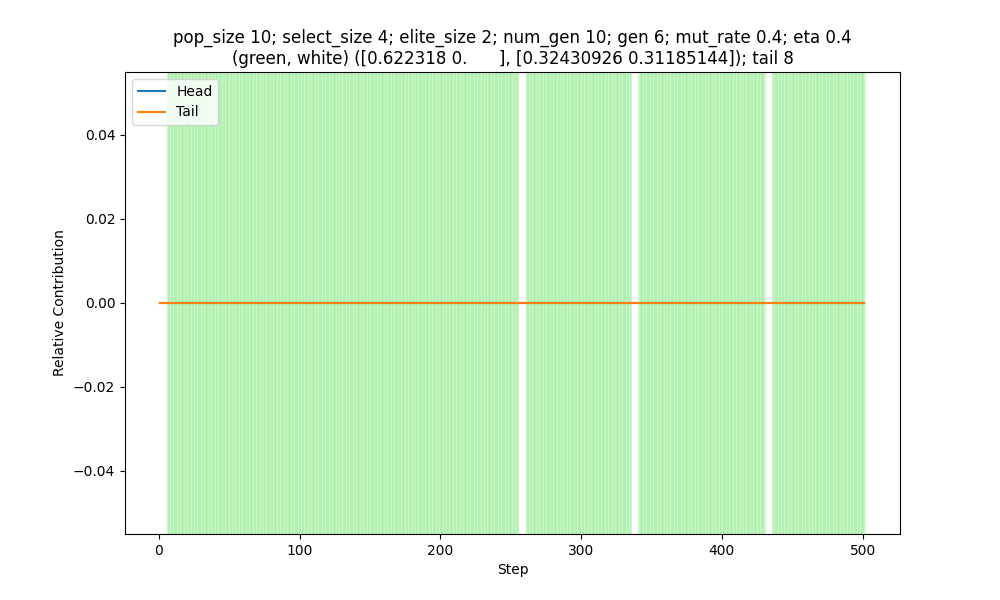 pop_size 10; select_size 4; elite_size 2; num_gen 10; gen 6; mut_rate 0.4; eta 0.4
(green, white) ([0.622318 0.      ], [0.32430926 0.31185144]); tail 8
Head
Tail
0.04
0.02
0.00
−0.02
−0.04
Relative Contribution
0 100 200 300 400 500
Step